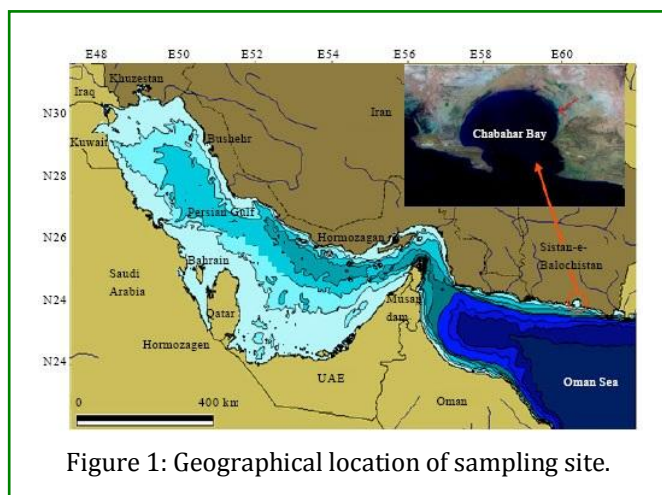 E48 E50 E52 E54 E56 E58 E60
N30
N28
N26
N24
N24
Khuzestan
Iraq
Kuwait
Bushehr
Iran
Chabahar Bay
Persian Gulf
Hormozagan
Sistan-e-
Balochistan
Bahrain
Saudi
Arabia
Qatar
Musan
dam
Hormozagen
UAE
Oman
Oman Sea
0 400 km
Figure 1: Geographical location of sampling site.